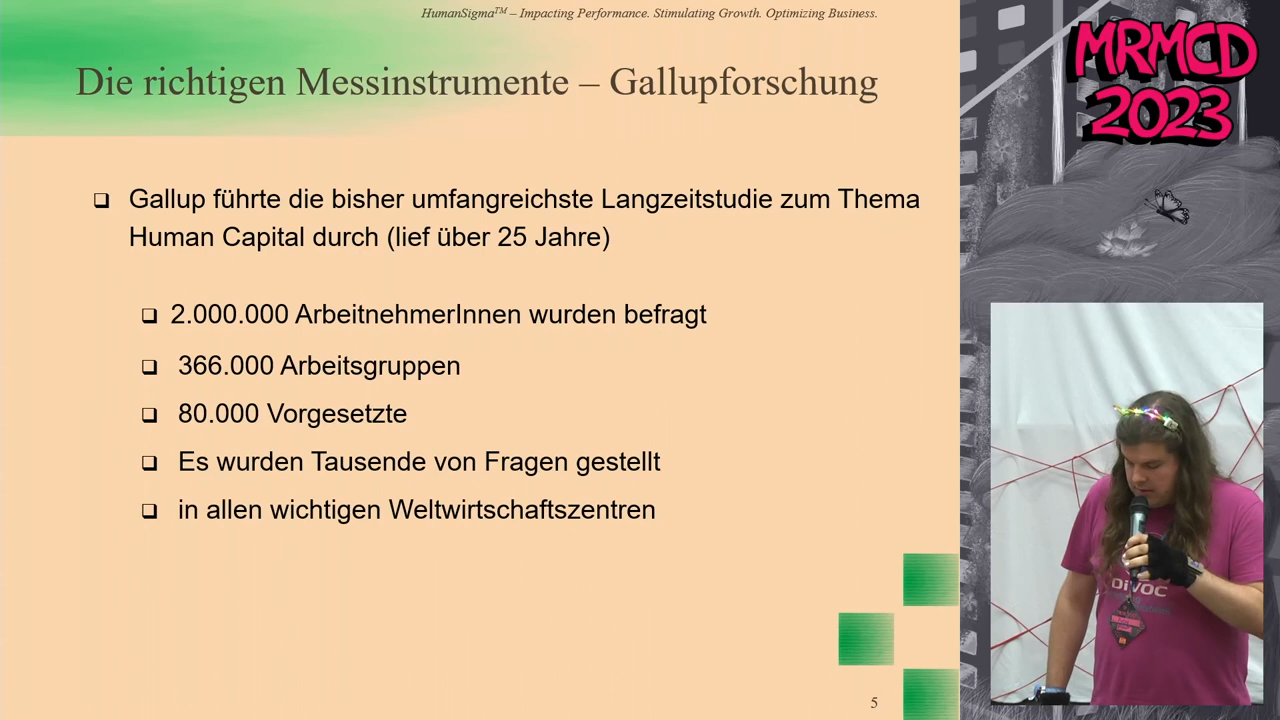 HumanSigma™ – Impacting Performance. Stimulating Growth. Optimizing Business.
Die richtigen Messinstrumente – Gallupforschung
Gallup führte die bisher umfangreichste Langzeitstudie zum Thema
Human Capital durch (lief über 25 Jahre)
2.000.000 ArbeitnehmerInnen wurden befragt
366.000 Arbeitsgruppen
80.000 Vorgesetzte
Es wurden Tausende von Fragen gestellt
in allen wichtigen Weltwirtschaftszentren
5
MRMCD
2023
DiVOC